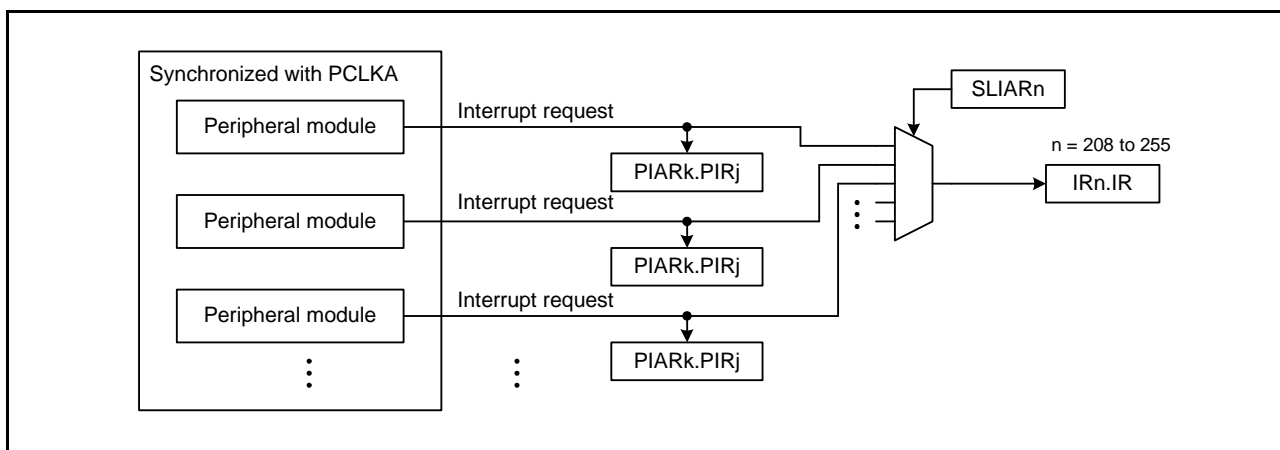 Synchronized with PCLKA
SLIARn
Peripheral module
Interrupt request
n = 208 to 255
PIARk.PIRj
IRn.IR
Peripheral module
Interrupt request
PIARk.PIRj
Peripheral module
Interrupt request
PIARk.PIRj